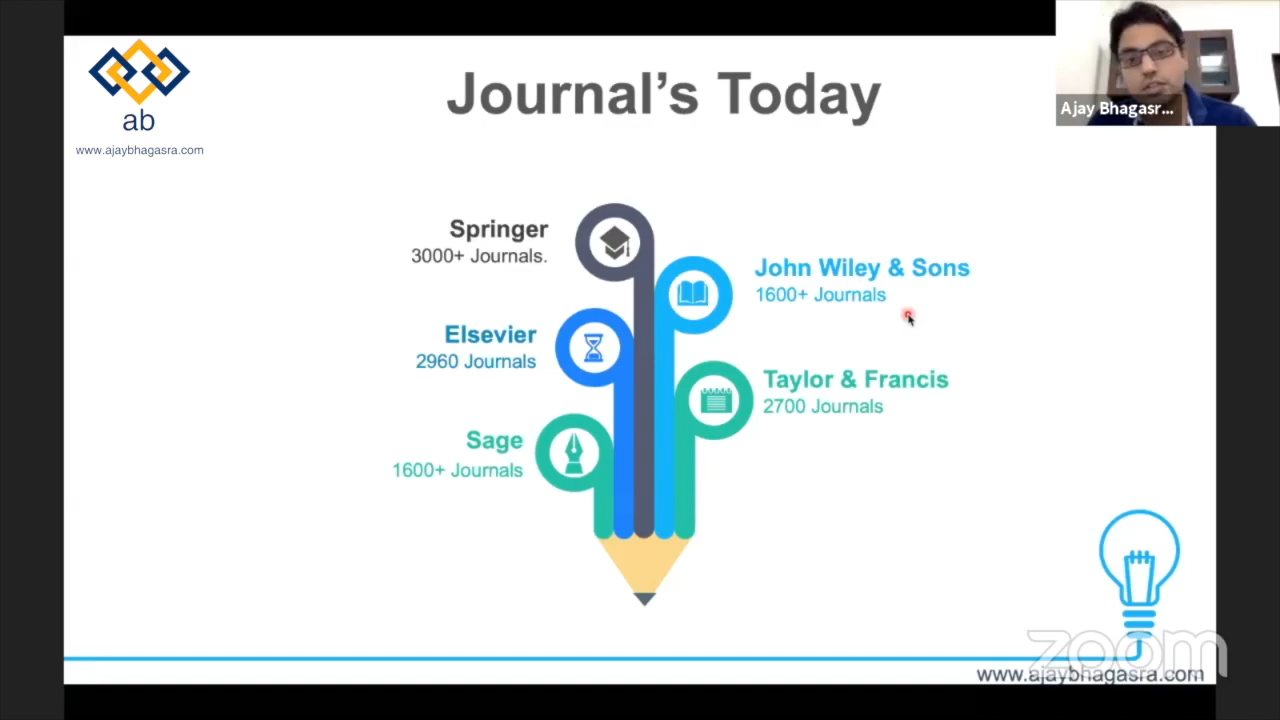 ab
www.ajaybhagasra.com
Journal's Today
Ajay Bhagasr...
Springer
3000+ Journals.
John Wiley & Sons
1600+ Journals
Elsevier
2960 Journals
Taylor & Francis
2700 Journals
Sage
1600+ Journals
zoom
www.ajaybhagasra.com